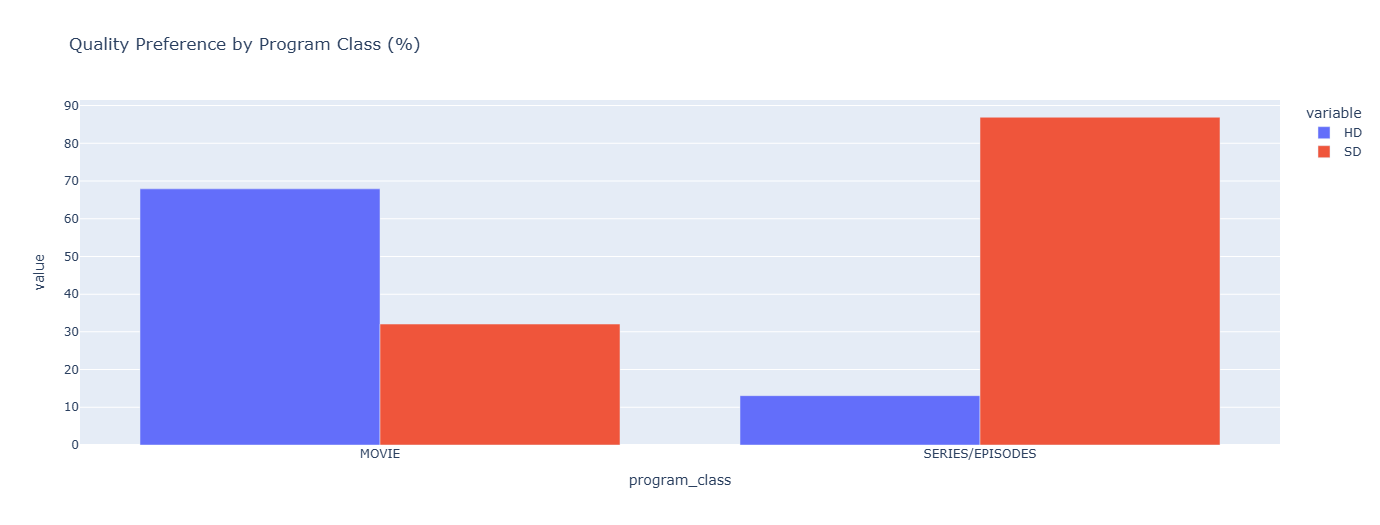 Quality Preference by Program Class (%)
90
80
70
60
50
40
30
20
10
0
value
MOVIE
SERIES/EPISODES
program_class
variable
HD
SD